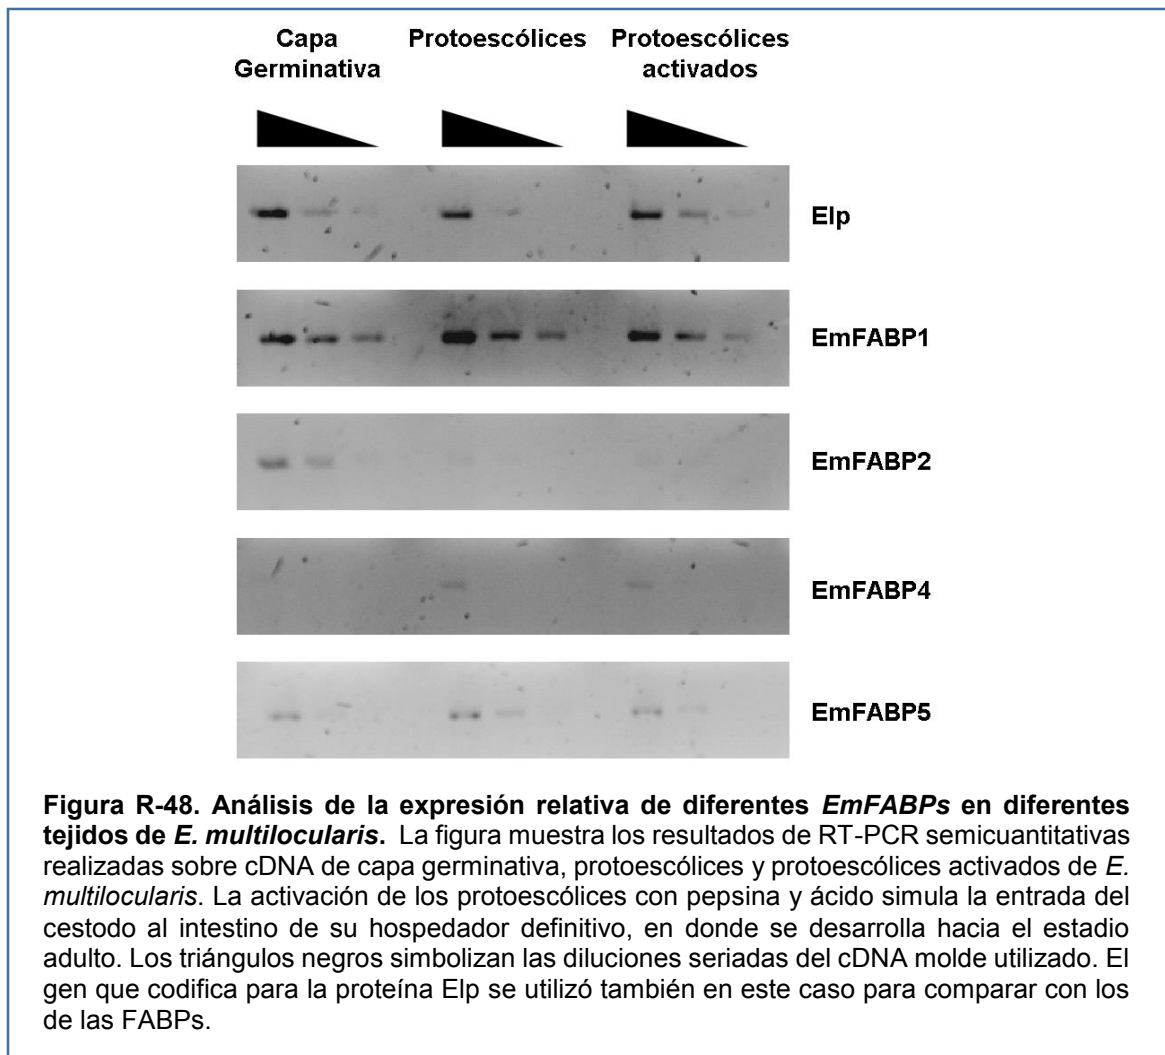 Capa Germinativa
Protoescólices
Protoescólices activados
Elp
EmFABP1
EmFABP2
EmFABP4
EmFABP5
Figura R-48. Análisis de la expresión relativa de diferentes EmFABPs en diferentes
tejidos de E. multilocularis. La figura muestra los resultados de RT-PCR semicuantitativas
realizadas sobre cDNA de capa germinativa, protoescólices y protoescólices activados de E.
multilocularis. La activación de los protoescólices con pepsina y ácido simula la entrada del
cestodo al intestino de su hospedador definitivo, en donde se desarrolla hacia el estadio
adulto. Los triángulos negros simbolizan las diluciones seriadas del cDNA molde utilizado. El
gen que codifica para la proteína Elp se utilizó también en este caso para comparar con los
de las FABPs.